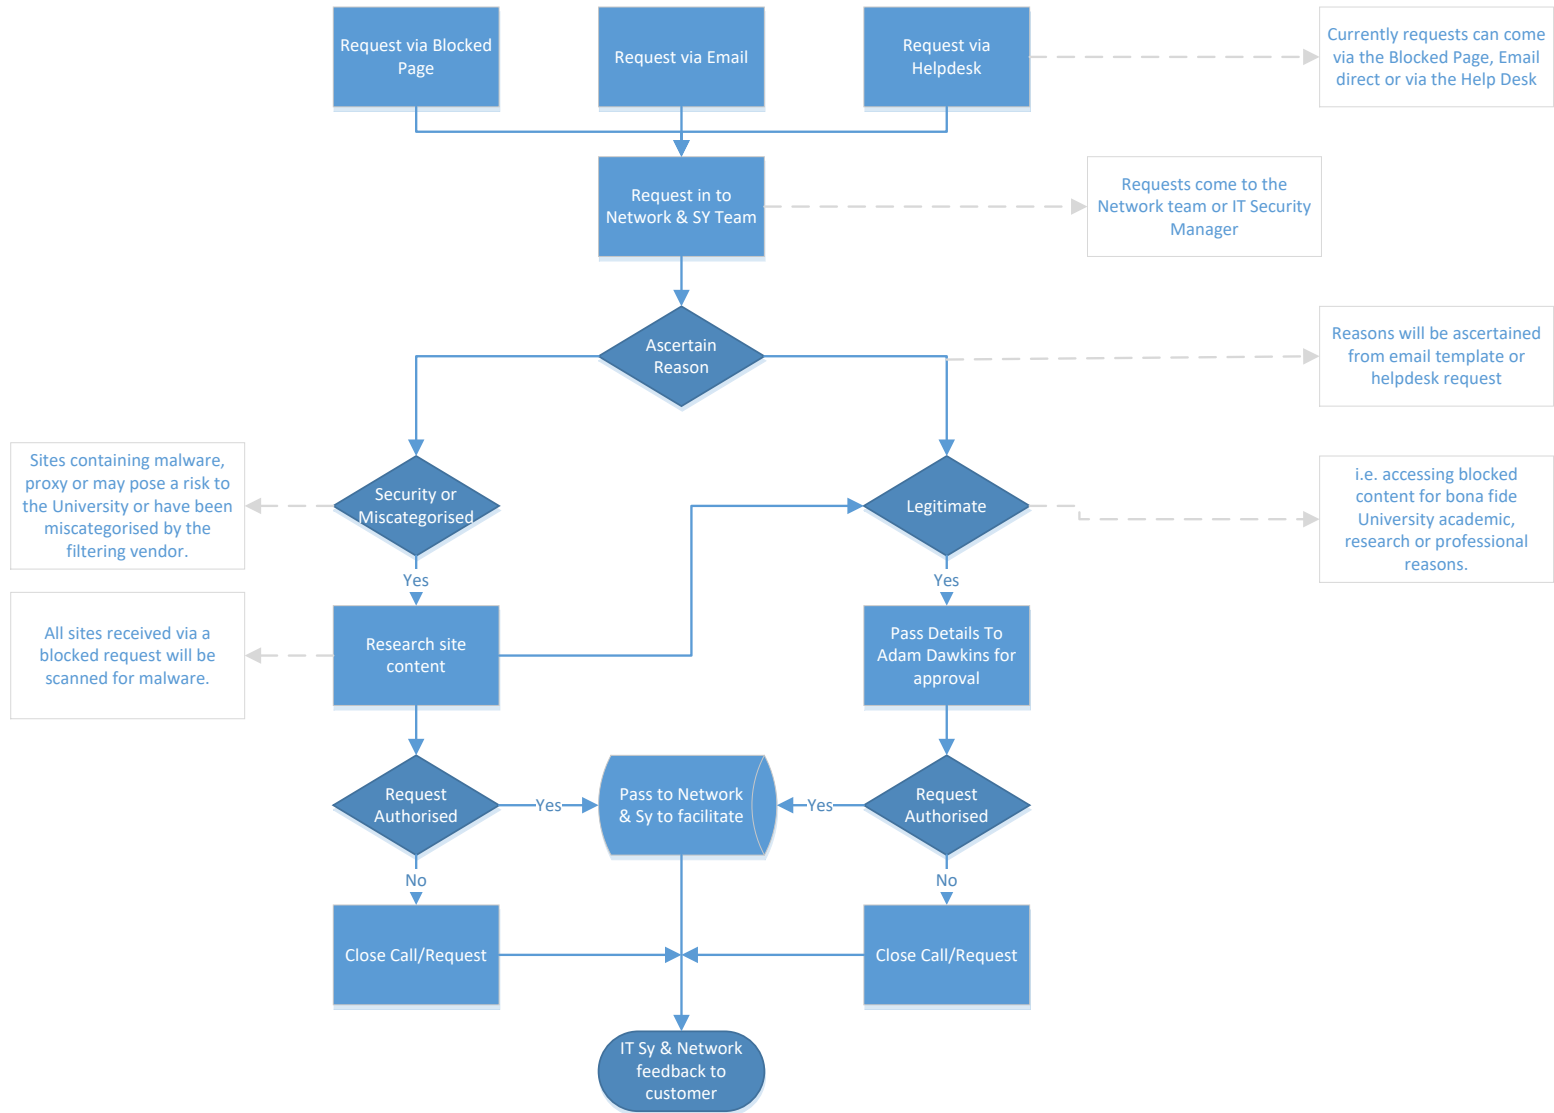 Request via Blocked
Page
Request via Email
Request via
Helpdesk
Currently requests can come
via the Blocked Page, Email
direct or via the Help Desk
Request in to
Network & SY Team
Requests come to the
Network team or IT Security
Manager
Ascertain
Reason
Reasons will be ascertained
from email template or
helpdesk request
Sites containing malware,
proxy or may pose a risk to
the University or have been
miscategorised by the
filtering vendor.
Security or
Miscategorised
Legitimate
i.e. accessing blocked
content for bona fide
University academic,
research or professional
reasons.
Yes
Yes
All sites received via a
blocked request will be
scanned for malware.
Research site
content
Pass Details To
Adam Dawkins for
approval
Request
Authorised
Yes
Pass to Network
& Sy to facilitate
Yes
Request
Authorised
No
No
Close Call/Request
Close Call/Request
IT Sy & Network
feedback to
customer